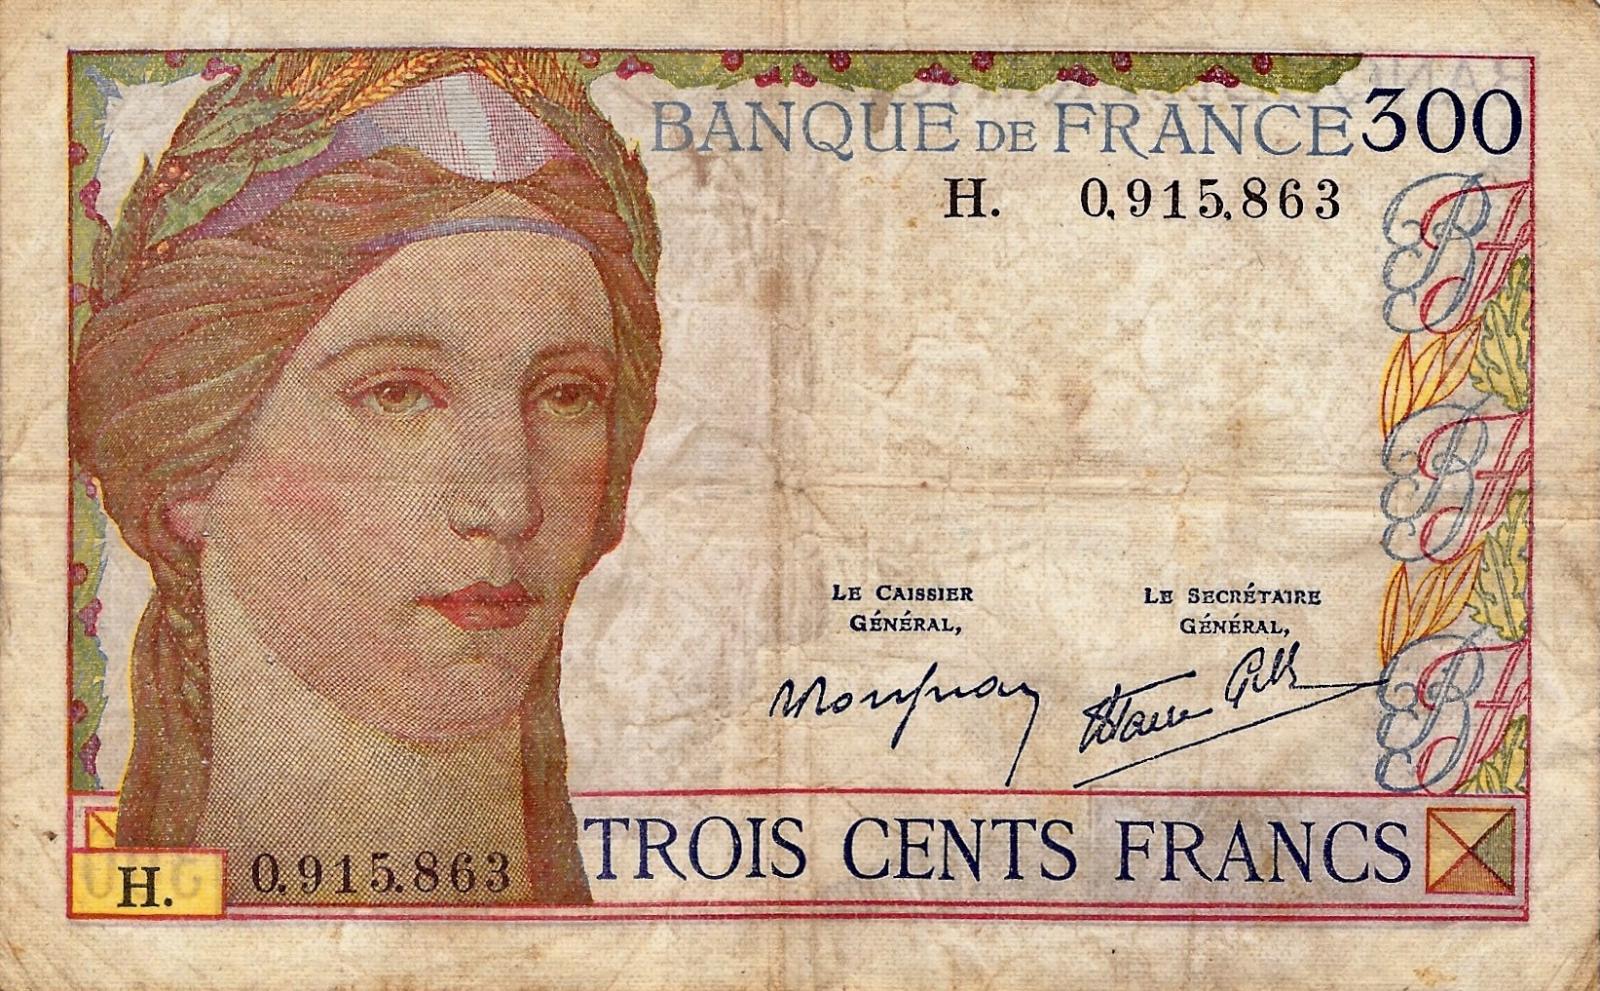 BANQUE DE FRANCE 300
H. 0.915.863
LE CAISSIER
GÉNÉRAL,
LE SECRÉTAIRE
GÉNÉRAL,
TROIS CENTS FRANCS
H. 0.915.863